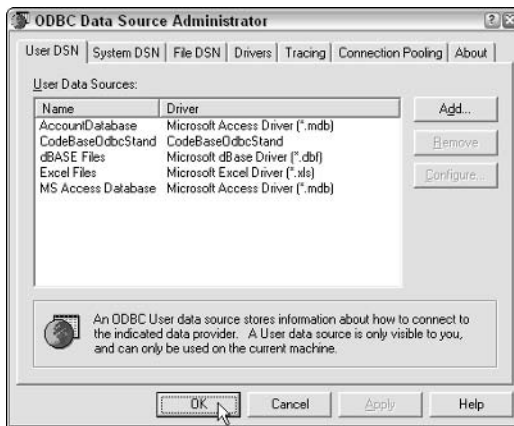 ODBC Data Source Administrator
User DSN System DSN File DSN Drivers Tracing Connection Pooling About
User Data Sources:
Name Driver
AccountDatabase Microsoft Access Driver (*.mdb)
CodeBaseOdbcStand CodeBaseOdbcStand
dBASE Files Microsoft dBase Driver (*.dbf)
Excel Files Microsoft Excel Driver (*.xls)
MS Access Database Microsoft Access Driver (*.mdb)
Add...
Remove
Configure...
An ODBC User data source stores information about how to connect to
the indicated data provider. A User data source is only visible to you,
and can only be used on the current machine.
OK Cancel Apply Help